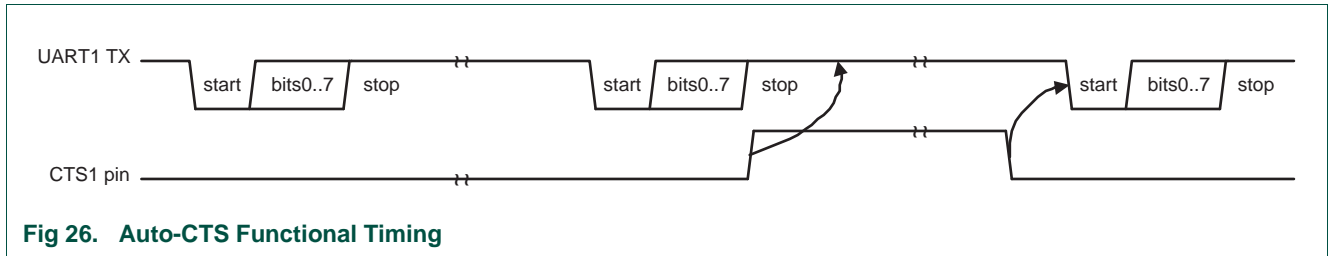 UART1 TX
start bits0..7 stop start bits0..7 stop start bits0..7 stop
CTS1 pin
Fig 26. Auto-CTS Functional Timing